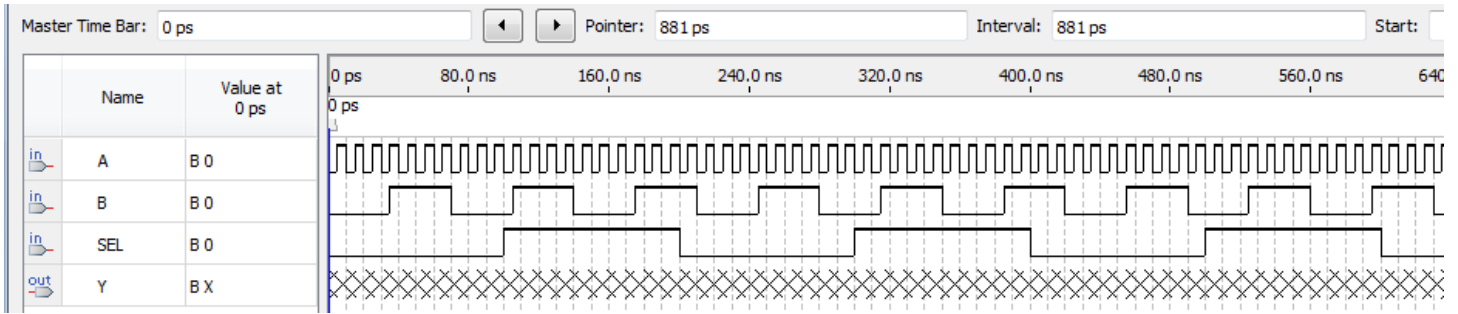 Master Time Bar: 0 ps Pointer: 881 ps Interval: 881 ps Start:
Name Value at 0 ps
0 ps 80.0 ns 160.0 ns 240.0 ns 320.0 ns 400.0 ns 480.0 ns 560.0 ns 640
0 ps
in A B 0
in B B 0
in SEL B 0
out Y B X